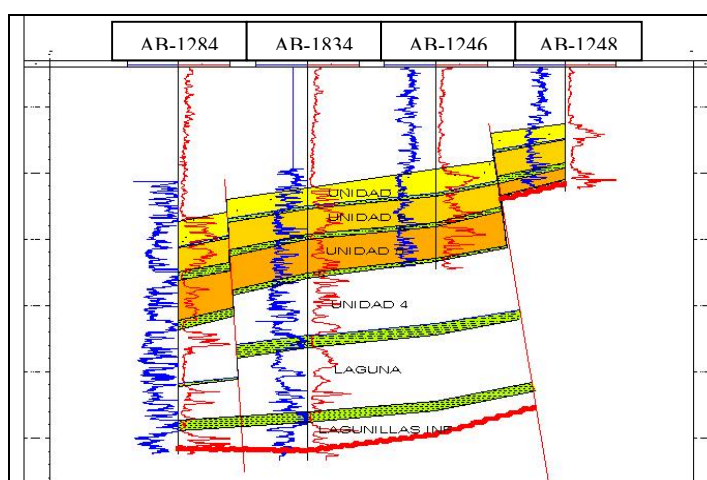 AB-1284
AB-1834
AB-1246
AB-1248
UNIDAD
UNIDAD
UNIDAD
UNIDAD 4
LAGUNA
LAGUNILLAS INF